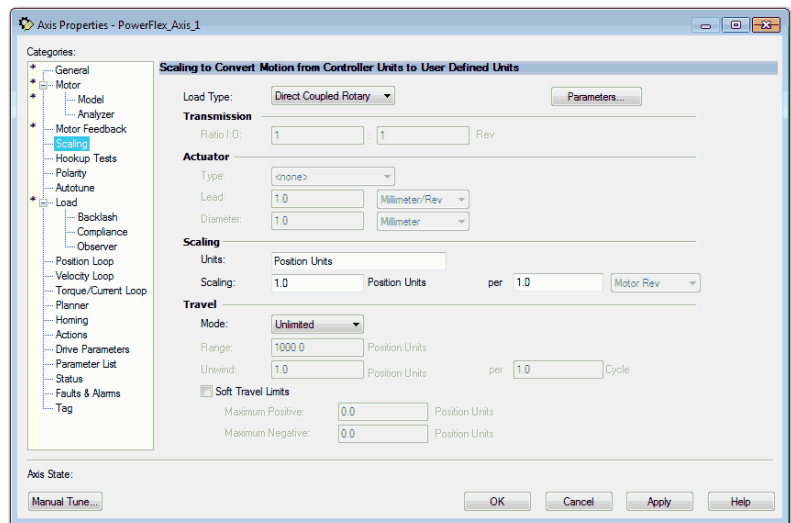 Axis Properties - PowerFlex_Axis_1
Categories:
* General
* Motor
* Model
Analyzer
* Motor Feedback
Scaling
Hookup Tests
Polarity
Autotune
* Load
Backlash
Compliance
Observer
Position Loop
Velocity Loop
Torque/Current Loop
Planner
Homing
Actions
Drive Parameters
Parameter List
Status
Faults & Alarms
Tag
Scaling to Convert Motion from Controller Units to User Defined Units
Load Type: Direct Coupled Rotary Parameters...
Transmission
Ratio I:O: 1 : 1 Rev
Actuator
Type: <none>
Lead: 1.0 Millimeter/Rev
Diameter: 1.0 Millimeter
Scaling
Units: Position Units
Scaling: 1.0 Position Units per 1.0 Motor Rev
Travel
Mode: Unlimited
Range: 1000.0 Position Units
Unwind: 1.0 Position Units per 1.0 Cycle
Soft Travel Limits
Maximum Positive: 0.0 Position Units
Maximum Negative: 0.0 Position Units
Axis State:
Manual Tune... OK Cancel Apply Help